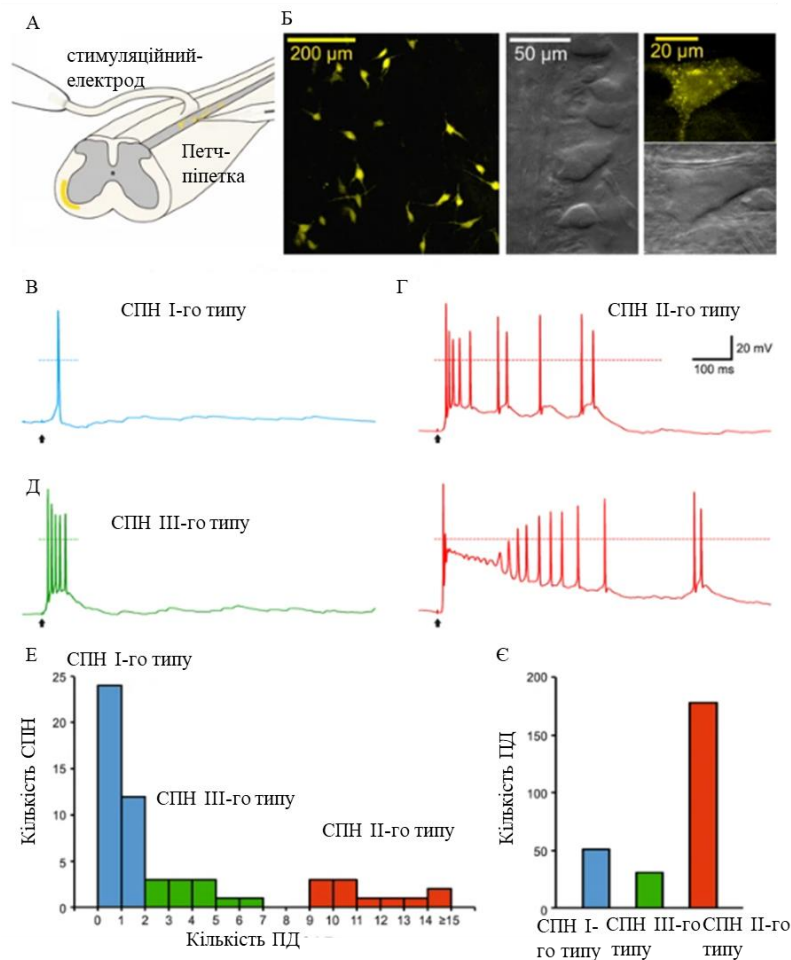 А
стимуляційний-
електрод
Петч-
піпетка
Б
200 µm
50 µm
20 µm
В
СПН І-го типу
Г
СПН ІІ-го типу
20 mV
100 ms
Д
СПН ІІІ-го типу
Е
СПН І-го типу
СПН ІІІ-го типу
СПН ІІ-го типу
Кількість СПН
25
20
15
10
5
0
0 1 2 3 4 5 6 7 8 9 10 11 12 13 14 ≥15
Кількість ПД
Є
Кількість ПД
200
150
100
50
0
СПН І-
го типу
СПН ІІІ-го
типу
СПН ІІ-го
типу